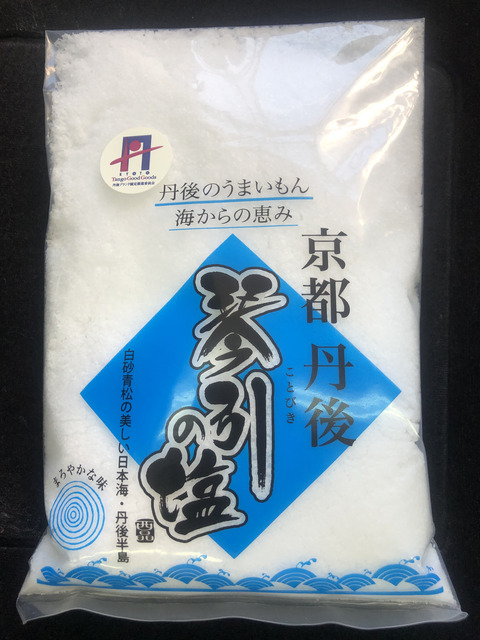 KYOTO
Tango Good Goods
丹後のうまいもん
海からの恵み
京都 丹後
ことびき
琴引の塩
白砂青松の美しい日本海・丹後半島
まろやかな味